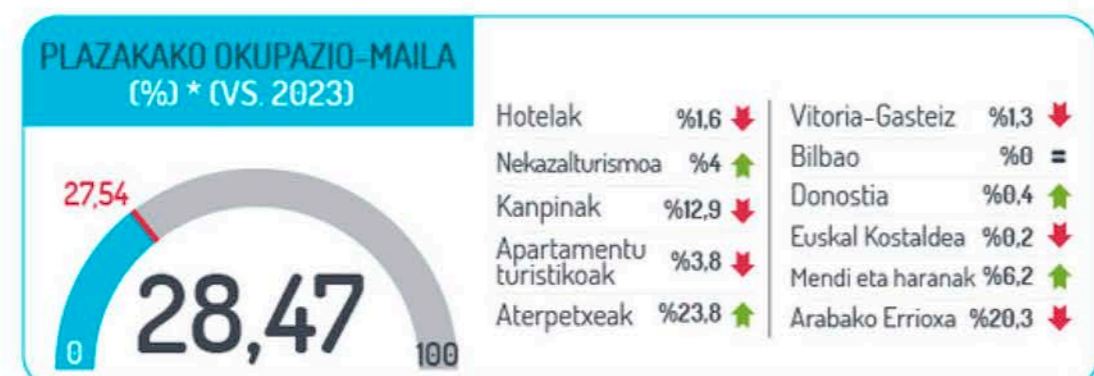 PLAZAKAKO OKUPAZIO-MAILA
(%) * (VS. 2023)
27,54
28,47
0
100
Hotelak %1,6
Nekazalturismoa %4
Kanpinak %12,9
Apartamentu
turistikoak %3,8
Aterpetxeak %23,8
Vitoria-Gasteiz %1,3
Bilbao %0 =
Donostia %0,4
Euskal Kostaldea %0,2
Mendi eta haranak %6,2
Arabako Errioxa %20,3